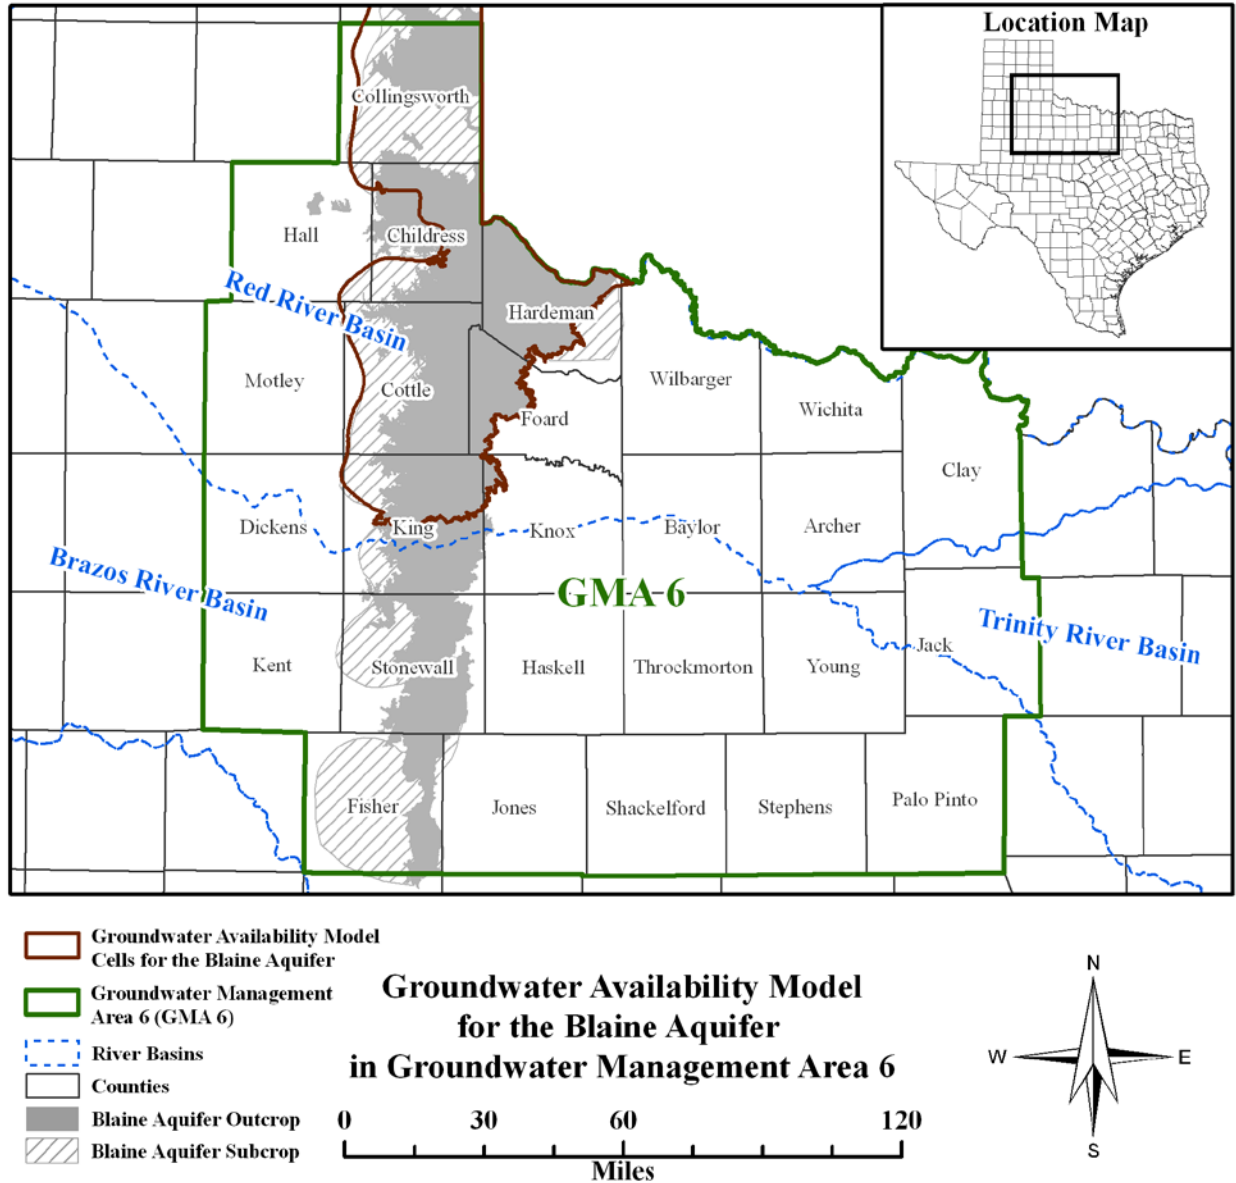 Location Map
Collingsworth
Hall
Childress
Red River Basin
Hardeman
Motley
Cottle
Wilbarger
Wichita
Foard
Clay
Dickens
King
Knox
Baylor
Archer
Brazos River Basin
GMA 6
Trinity River Basin
Kent
Stonewall
Haskell
Throckmorton
Young
Jack
Fisher
Jones
Shackelford
Stephens
Palo Pinto
Groundwater Availability Model
Cells for the Blaine Aquifer
Groundwater Management
Area 6 (GMA 6)
River Basins
Counties
Blaine Aquifer Outcrop
Blaine Aquifer Subcrop
Groundwater Availability Model
for the Blaine Aquifer
in Groundwater Management Area 6
0 30 60 120
Miles
N
W E
S